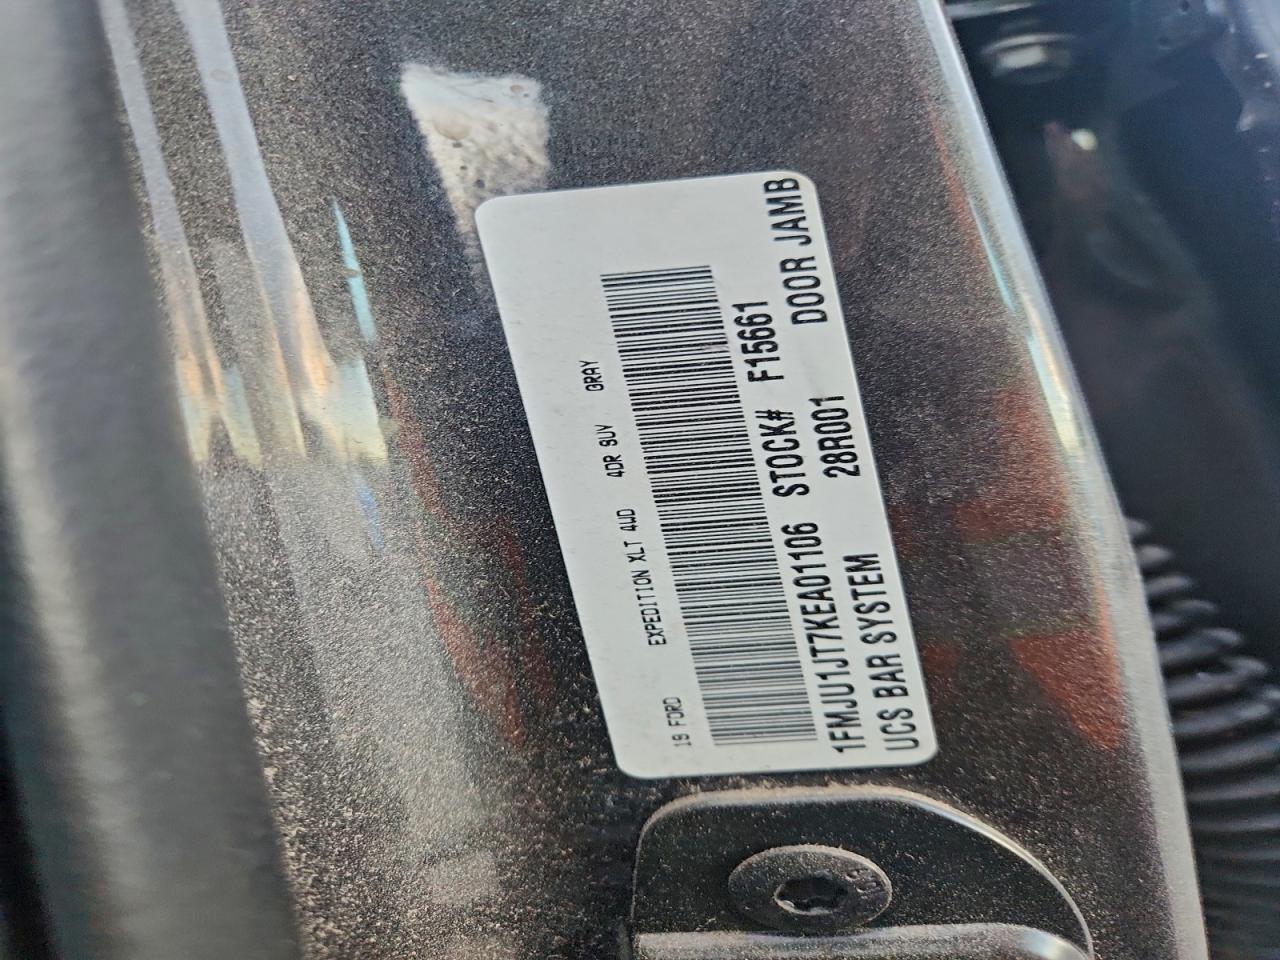 19 FORD EXPEDITION XLT 4WD 4DR SUV GRAY
1FMJU1JT7KEA01106 STOCK# F15661
UCS BAR SYSTEM 28R001 DOOR JAMB